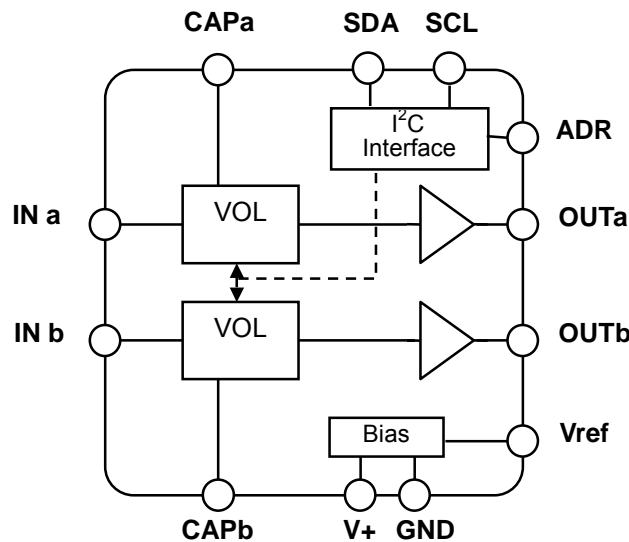 CAPa SDA SCL
I²C
Interface
ADR
IN a
VOL
OUTa
IN b
VOL
OUTb
Bias
Vref
CAPb V+ GND